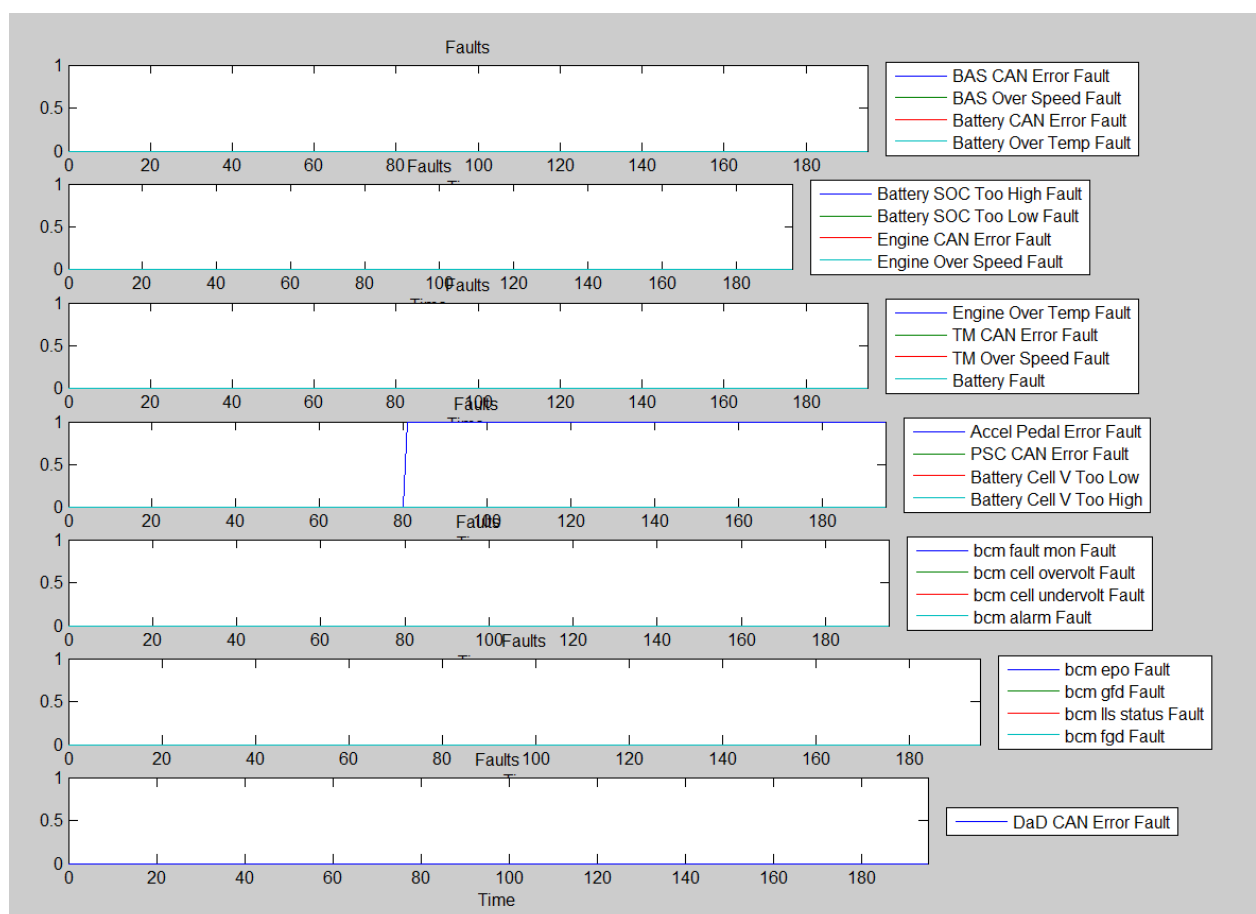 Faults
1
0.5
0
0 20 40 60 80 100 120 140 160 180
BAS CAN Error Fault
BAS Over Speed Fault
Battery CAN Error Fault
Battery Over Temp Fault
Faults
1
0.5
0
0 20 40 60 80 100 120 140 160 180
Battery SOC Too High Fault
Battery SOC Too Low Fault
Engine CAN Error Fault
Engine Over Speed Fault
Faults
1
0.5
0
0 20 40 60 80 100 120 140 160 180
Engine Over Temp Fault
TM CAN Error Fault
TM Over Speed Fault
Battery Fault
Faults
1
0.5
0
0 20 40 60 80 100 120 140 160 180
Accel Pedal Error Fault
PSC CAN Error Fault
Battery Cell V Too Low
Battery Cell V Too High
Faults
1
0.5
0
0 20 40 60 80 100 120 140 160 180
bcm fault mon Fault
bcm cell overvolt Fault
bcm cell undervolt Fault
bcm alarm Fault
Faults
1
0.5
0
0 20 40 60 80 100 120 140 160 180
bcm epo Fault
bcm gfd Fault
bcm lls status Fault
bcm fgd Fault
Faults
1
0.5
0
0 20 40 60 80 100 120 140 160 180
DaD CAN Error Fault
Time